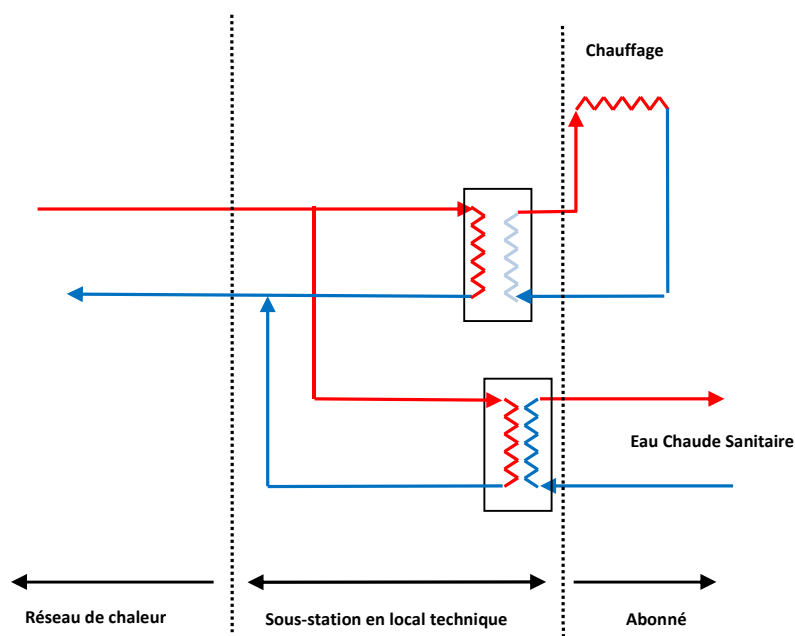 Chauffage
Eau Chaude Sanitaire
Réseau de chaleur
Sous-station en local technique
Abonné